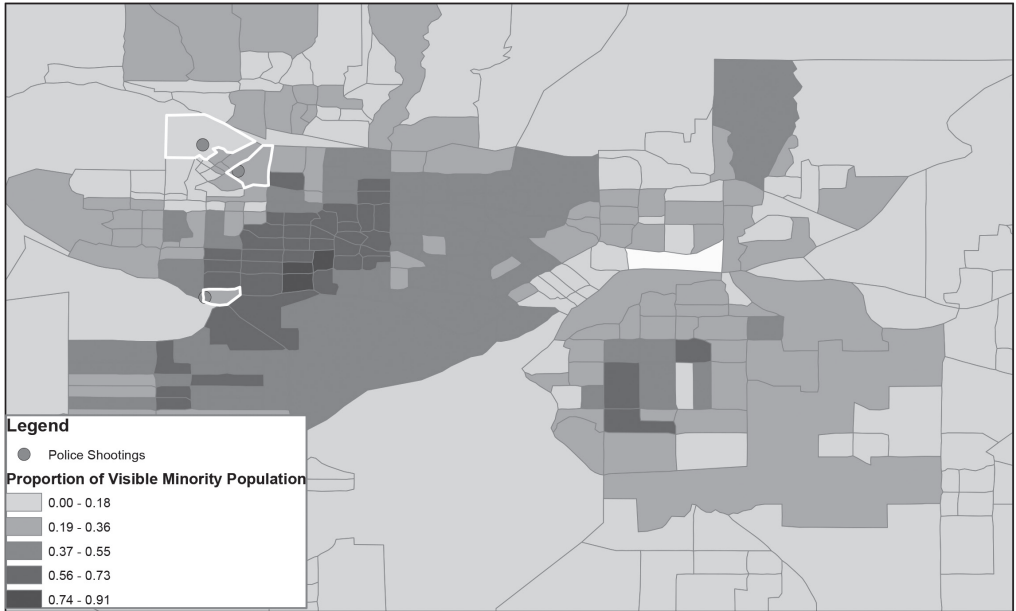 Legend
Police Shootings
Proportion of Visible Minority Population
0.00 - 0.18
0.19 - 0.36
0.37 - 0.55
0.56 - 0.73
0.74 - 0.91